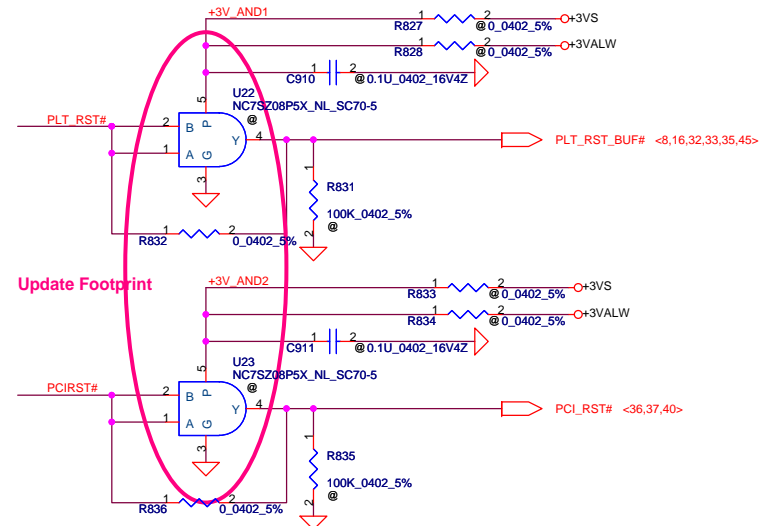 +3V_AND1
1 2 +3VS
R827 @ 0_0402_5%
1 2 +3VALW
R828 @ 0_0402_5%
1 2
C910 @ 0.1U_0402_16V4Z
5 U22
NC7SZ08P5X_NL_SC70-5
@
PLT_RST# 2 B P
Y 4 PLT_RST_BUF# <8,16,32,33,35,45>
1 A G
3
1
R831
100K_0402_5%
@
2
1 2
R832 0_0402_5%
Update Footprint
+3V_AND2
1 2 +3VS
R833 @ 0_0402_5%
1 2 +3VALW
R834 @ 0_0402_5%
1 2
C911 @ 0.1U_0402_16V4Z
5 U23
NC7SZ08P5X_NL_SC70-5
@
PCIRST# 2 B P
Y 4 PCI_RST# <36,37,40>
1 A G
3
1
R835
100K_0402_5%
@
2
1 2
R836 0_0402_5%